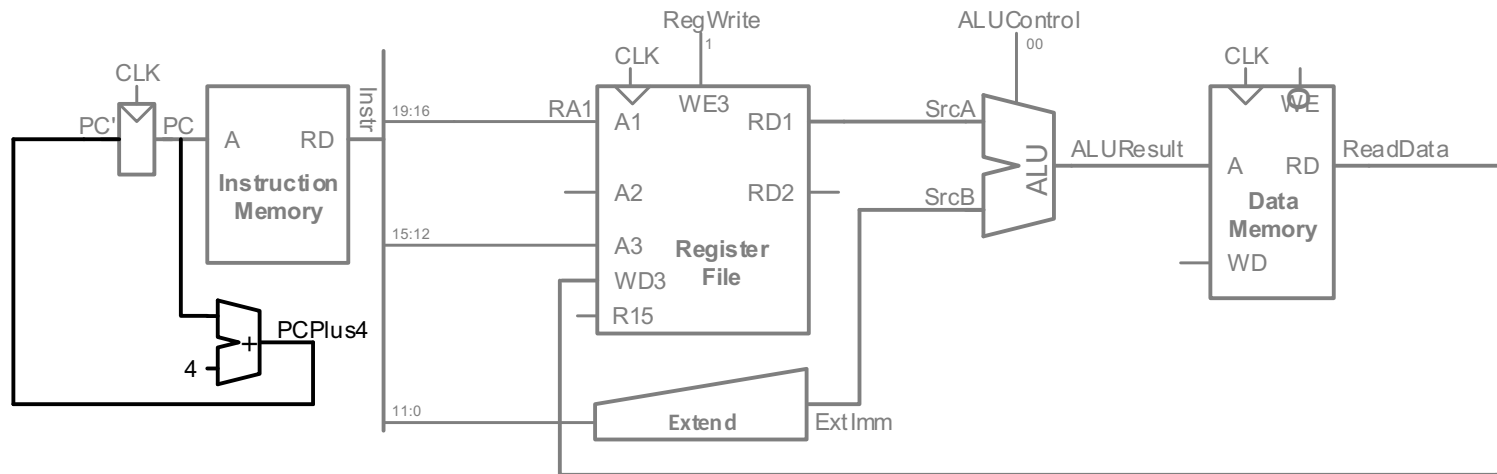 RegWrite
1
ALUControl
00
CLK
PC'
PC
A
RD
Instruction
Memory
Instr
19:16
RA1
CLK
WE3
A1
RD1
A2
RD2
15:12
A3
WD3
R15
Register
File
SrcA
SrcB
ALU
ALUResult
CLK
WE
0
A
RD
Data
Memory
WD
ReadData
PCPlus4
+
4
11:0
Extend
ExtImm